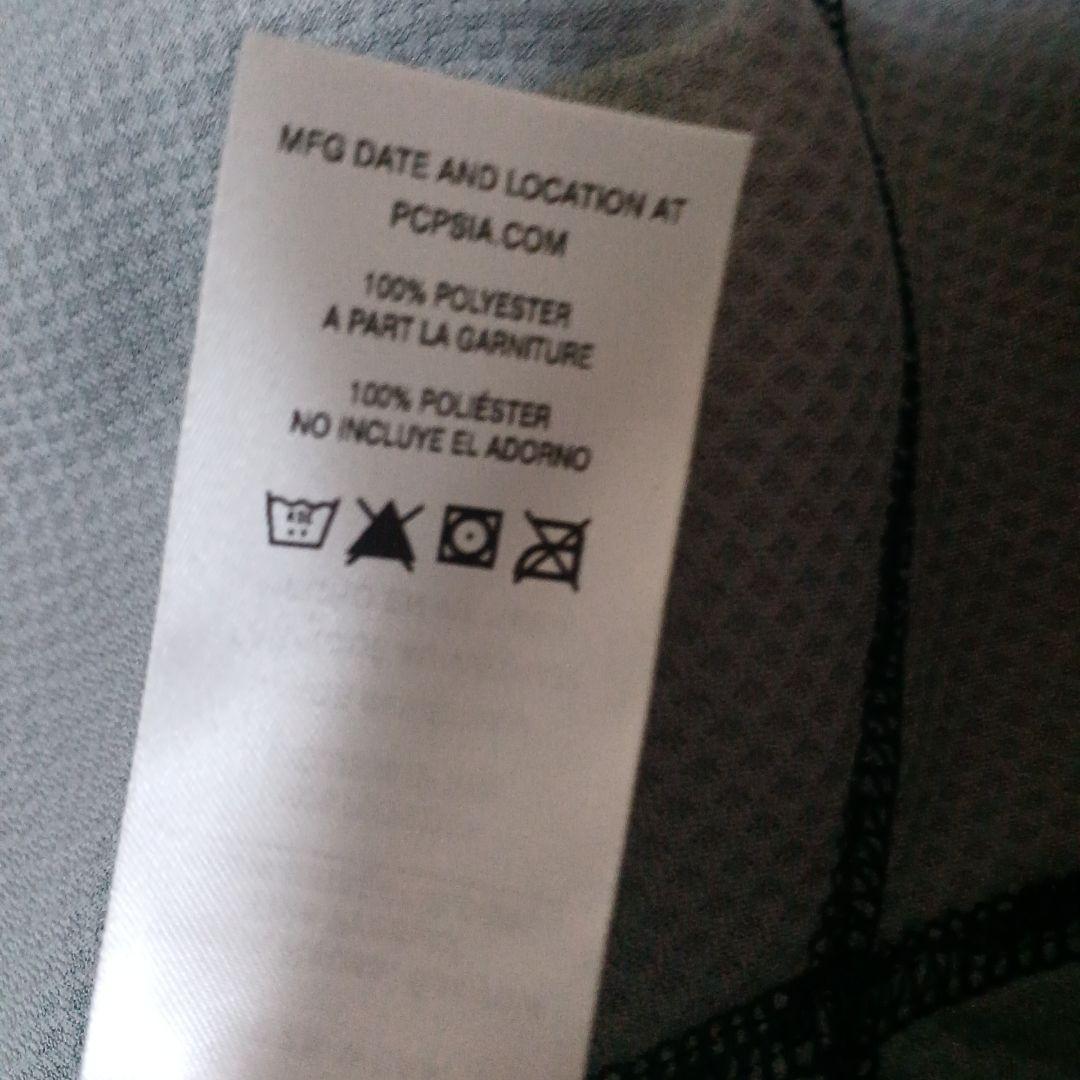 MFG DATE AND LOCATION AT
PCPSIA.COM
100% POLYESTER
A PART LA GARNITURE
100% POLIÉSTER
NO INCLUYE EL ADORNO